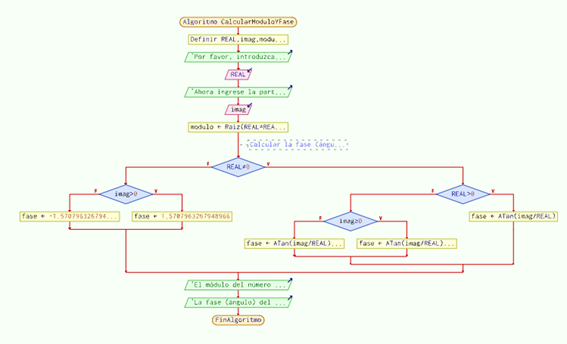 Algoritmo CalcularModuloYFase
Definir REAL,imag,modu...
'Por favor, introduzca...
REAL
'Ahora ingrese la part...
imag
modulo ← Raiz(REAL*REA...
Calcular la fase (ángu...
REAL≠0
F
V
imag>0
F
V
REAL>0
F
V
fase ← -1.570796326794...
fase ← 1.5707963267948966
imag≥0
F
V
fase ← ATan(imag/REAL)
fase ← ATan(imag/REAL)...
fase ← ATan(imag/REAL)...
'El módulo del número ...
'La fase (ángulo) del ...
FinAlgoritmo